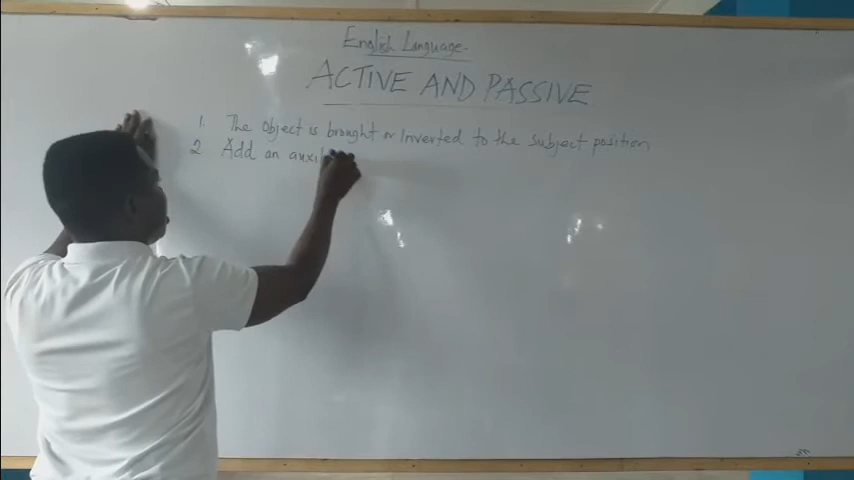 English Language
ACTIVE AND PASSIVE
1. The Object is brought or Inverted to the Subject position
2 Add an auxi